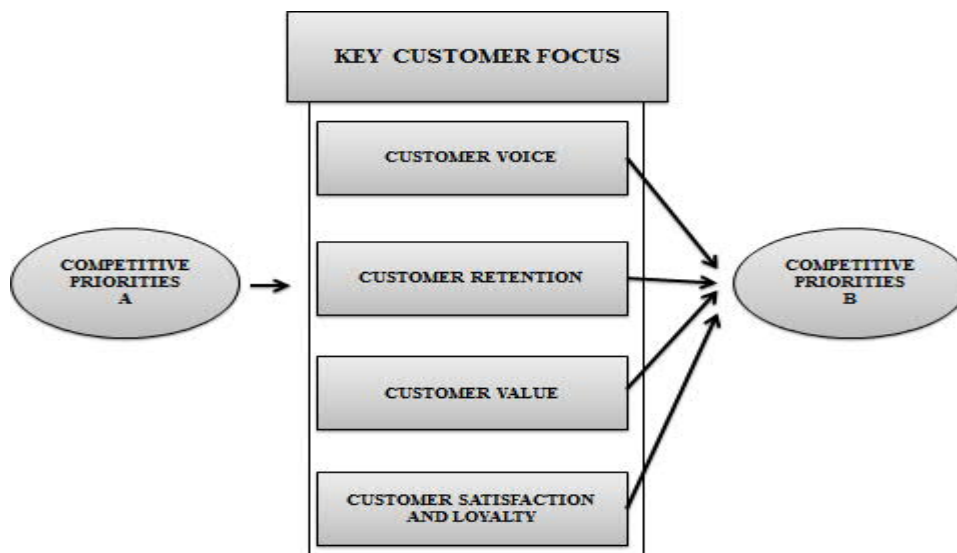 KEY CUSTOMER FOCUS
CUSTOMER VOICE
COMPETITIVE
PRIORITIES
A
CUSTOMER RETENTION
COMPETITIVE
PRIORITIES
B
CUSTOMER VALUE
CUSTOMER SATISFACTION
AND LOYALTY